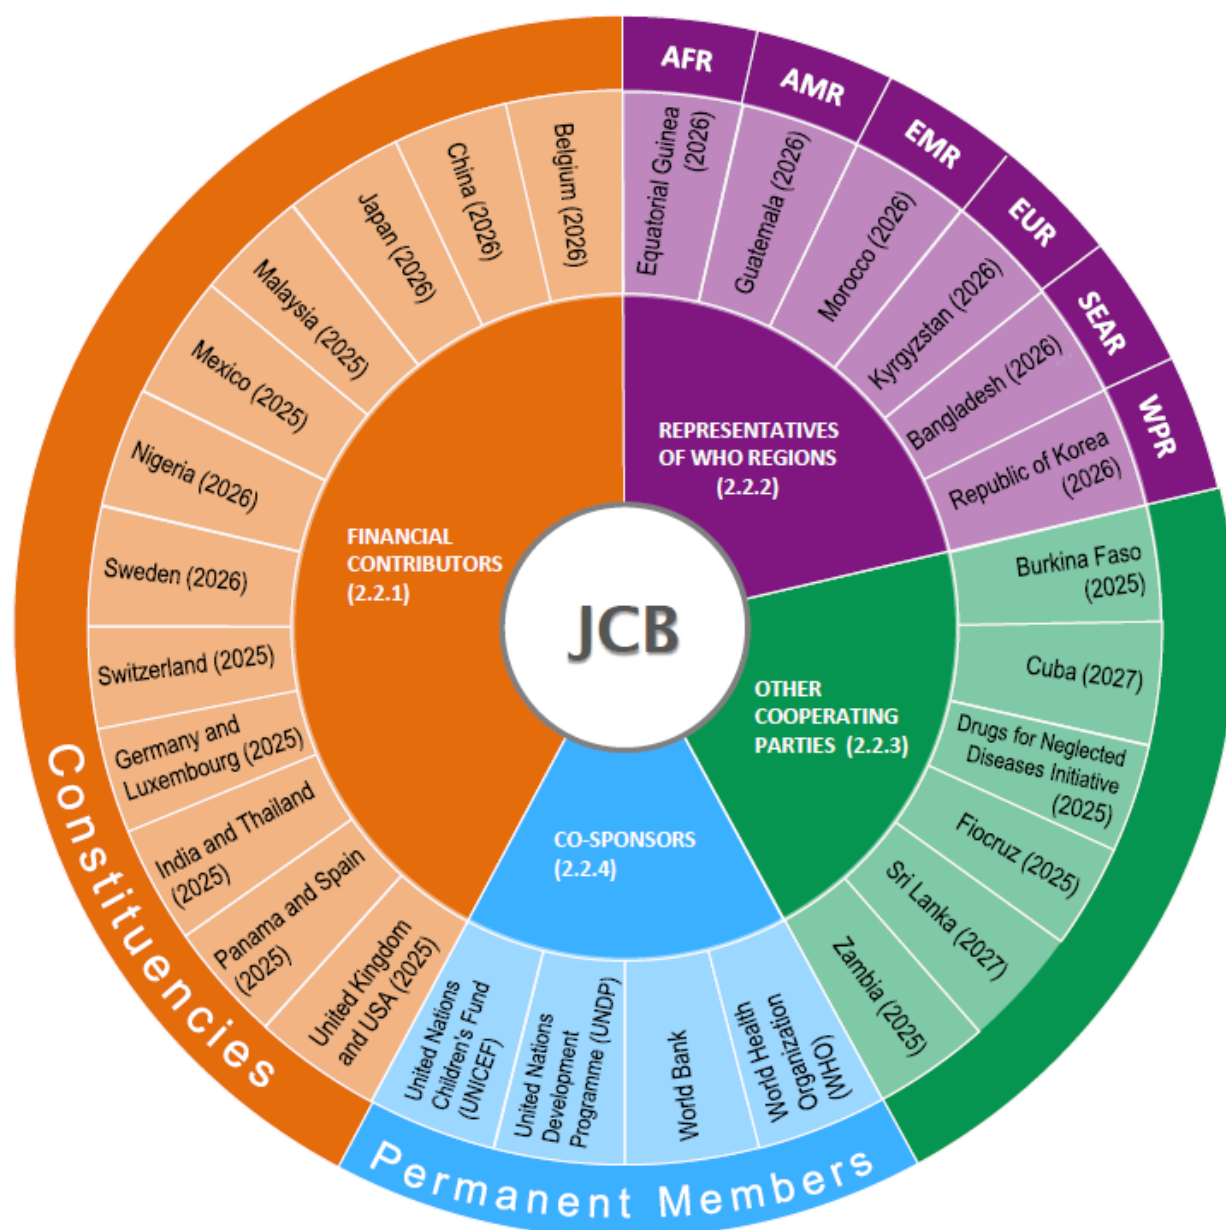 JCB
REPRESENTATIVES
OF WHO REGIONS
(2.2.2)
AFR
AMR
EMR
EUR
SEAR
WPR
Equatorial Guinea
(2026)
Guatemala (2026)
Morocco (2026)
Kyrgyzstan (2026)
Bangladesh (2026)
Republic of Korea
(2026)
OTHER
COOPERATING
PARTIES (2.2.3)
Burkina Faso
(2025)
Cuba (2027)
Drugs for Neglected
Diseases Initiative
(2025)
Fiocruz (2025)
Sri Lanka (2027)
Zambia (2025)
CO-SPONSORS
(2.2.4)
World Health
Organization
(WHO)
World Bank
United Nations
Development
Programme (UNDP)
United Nations
Children's Fund
(UNICEF)
Permanent Members
FINANCIAL
CONTRIBUTORS
(2.2.1)
United Kingdom
and USA (2025)
Panama and Spain
(2025)
India and Thailand
(2025)
Germany and
Luxembourg (2025)
Switzerland (2025)
Sweden (2026)
Nigeria (2026)
Mexico (2025)
Malaysia (2025)
Japan (2026)
China (2026)
Belgium (2026)
Constituencies